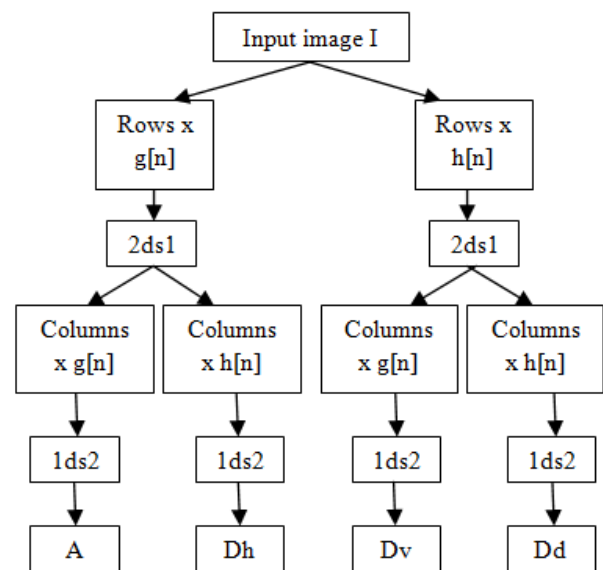 Input image I
Rows x
g[n]
Rows x
h[n]
2ds1
2ds1
Columns
x g[n]
Columns
x h[n]
Columns
x g[n]
Columns
x h[n]
1ds2
1ds2
1ds2
1ds2
A
Dh
Dv
Dd